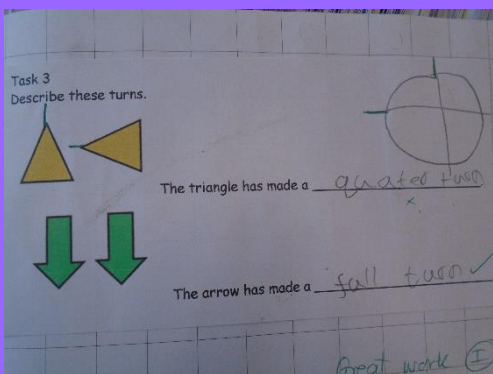 Task 3
Describe these turns.
The triangle has made a quater turn
The arrow has made a full turn
Great work I